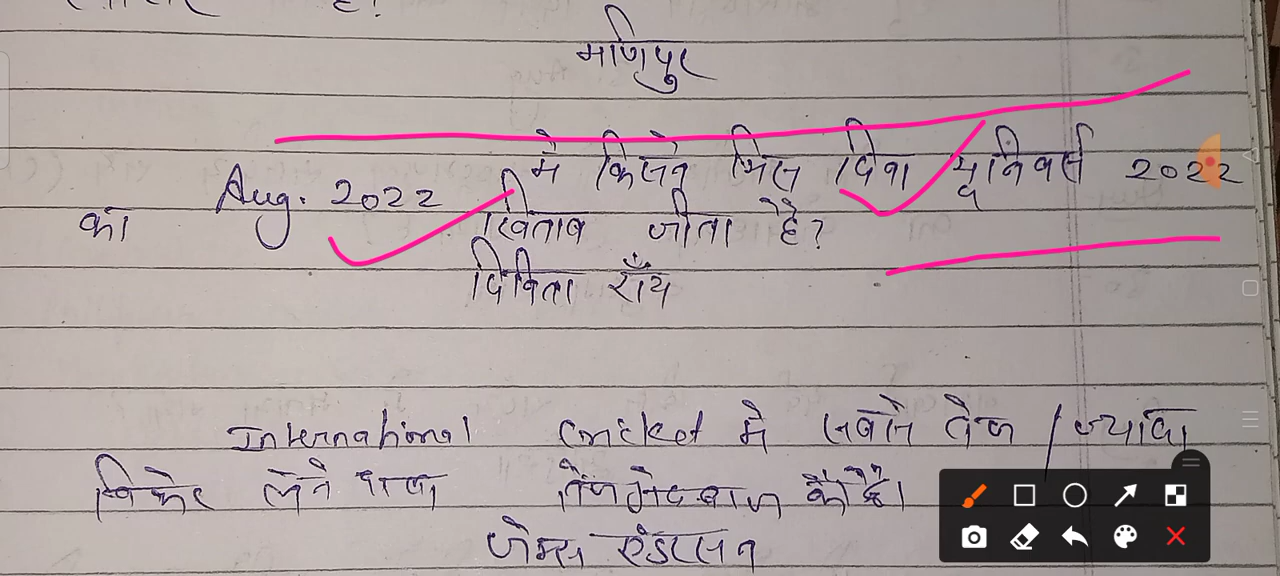 है?
मणिपुर
Aug. 2022 में किसने मिस दिवा यूनिवर्स 2022
का खिताब जीता है?
दिविता रॉय
International Cricket मे सबसे तेज / ज्यादा
विकेट लेने वाला तेज गेंदबाज है।
जेम्स एंडरसन